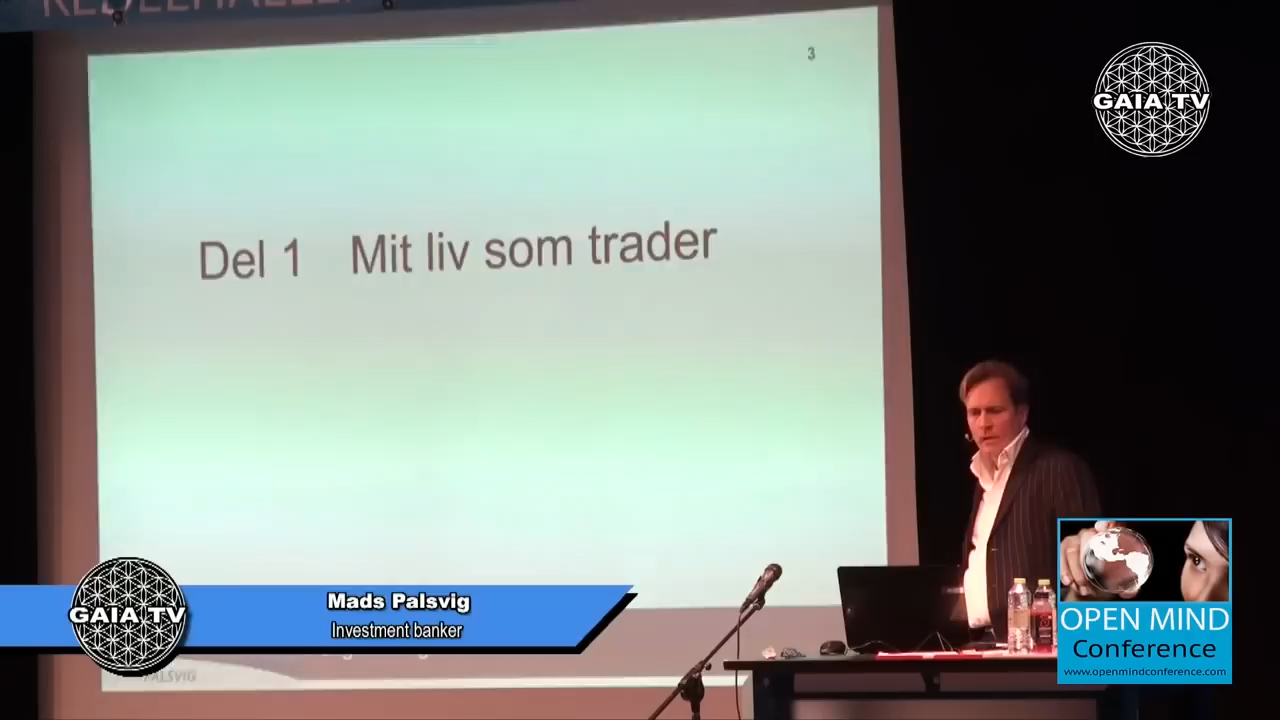 3
GAIA TV
Del 1 Mit liv som trader
GAIA TV
Mads Palsvig
Investment banker
PALSVIG
OPEN MIND
Conference
www.openmindconference.com